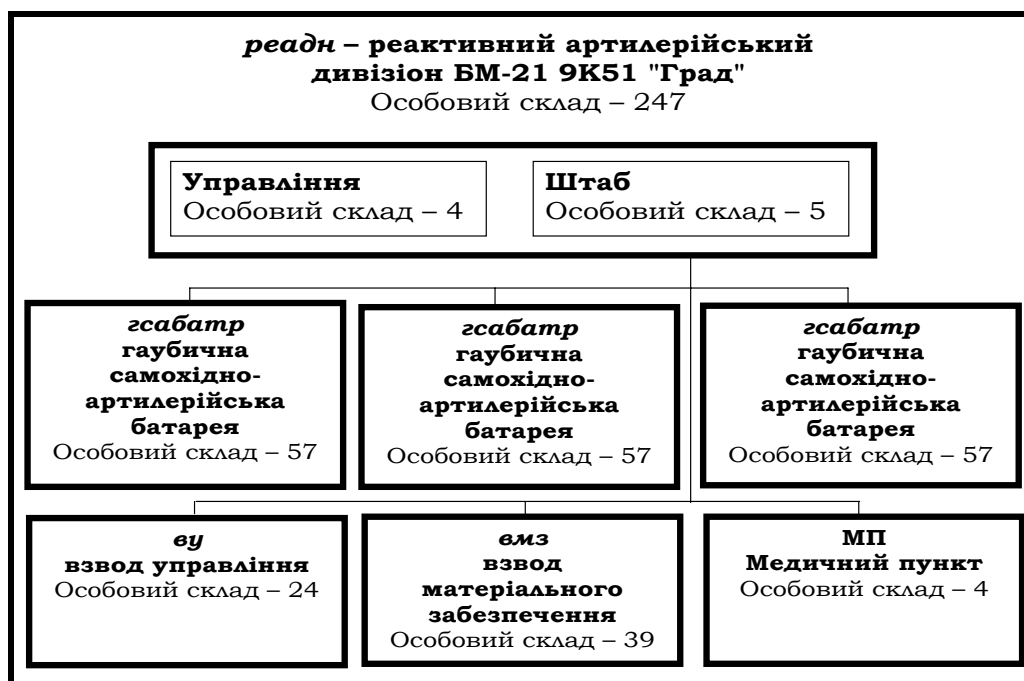 реадн – реактивний артилерійський
дивізіон БМ-21 9К51 "Град"
Особовий склад – 247
Управління
Особовий склад – 4
Штаб
Особовий склад – 5
гсабатр
гаубична
самохідно-
артилерійська
батарея
Особовий склад – 57
гсабатр
гаубична
самохідно-
артилерійська
батарея
Особовий склад – 57
гсабатр
гаубична
самохідно-
артилерійська
батарея
Особовий склад – 57
ву
взвод управління
Особовий склад – 24
вмз
взвод
матеріального
забезпечення
Особовий склад – 39
МП
Медичний пункт
Особовий склад – 4